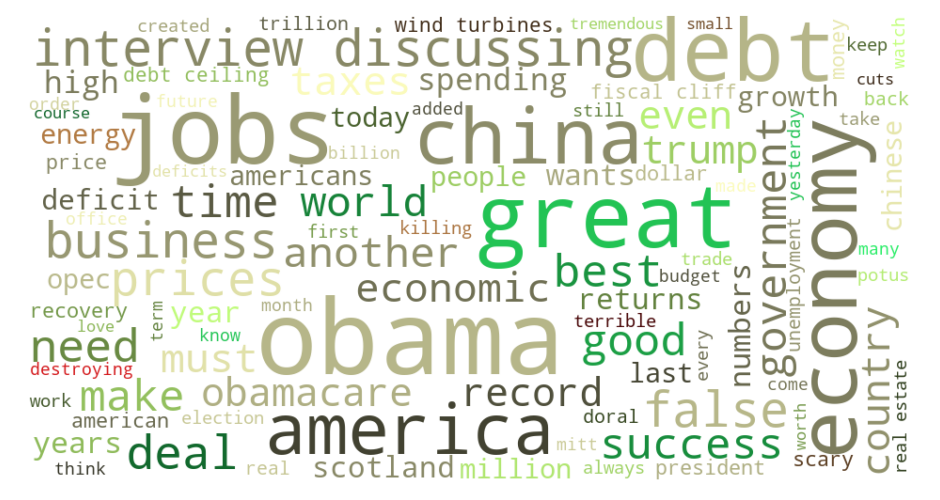 created trillion wind turbines tremendous small
interview discussing debt money keep watch
high debt ceiling taxes spending fiscal cliff growth cuts back
order future added still even take
course jobs today china
energy billion trump
price deficits americans people wants dollar made yesterday chinese
deficit time world great government economy
office first killing many
business another best trade unemployment
opec prices economic budget potus
recovery year month returns numbers
term love know obama terrible good every country
need must last
destroying come
work make obamacare record false real estate
american election america doral worth
years deal mitt success scary
think real scotland million always president